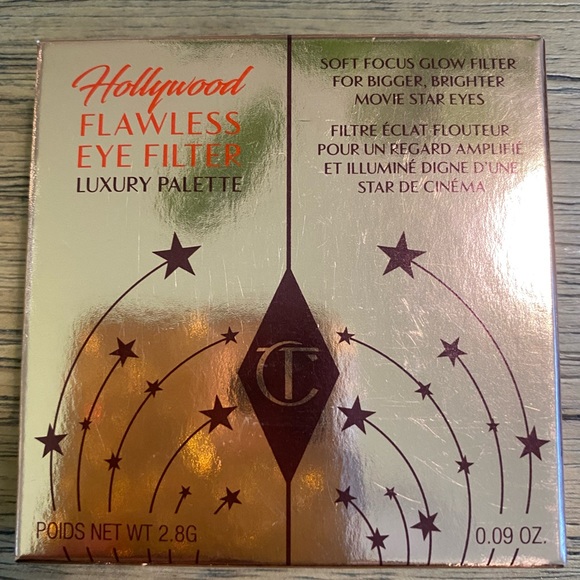 Hollywood
FLAWLESS
EYE FILTER
LUXURY PALETTE
SOFT FOCUS GLOW FILTER
FOR BIGGER, BRIGHTER
MOVIE STAR EYES
FILTRE ÉCLAT FLOUTEUR
POUR UN REGARD AMPLIFIÉ
ET ILLUMINÉ DIGNE D'UNE
STAR DE CINÉMA
CT
POIDS NET WT 2.8G
0.09 OZ.